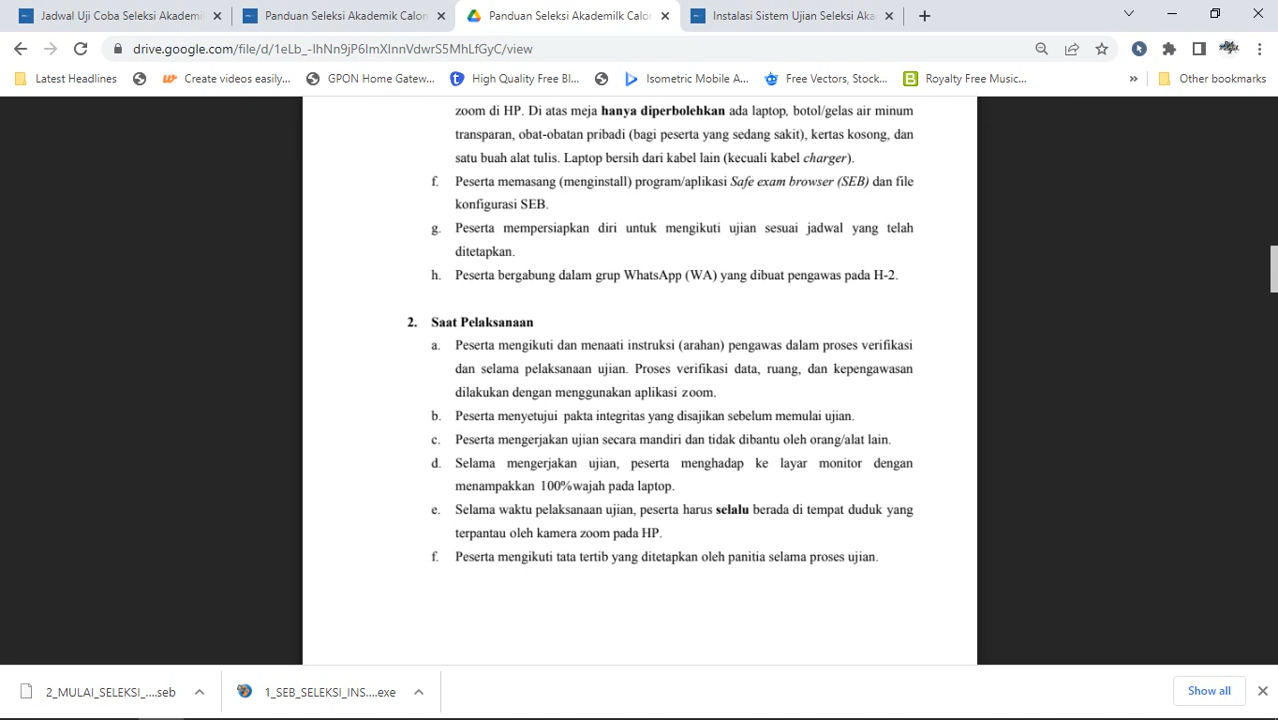 Jadwal Uji Coba Seleksi Akademi
Panduan Seleksi Akademik Calon
Panduan Seleksi Akademilk Calon
Instalasi Sistem Ujian Seleksi Aka
drive.google.com/file/d/1eLb_-lhNn9jP6ImXlnnVdwrS5MhLfGyC/view
Latest Headlines
Create videos easily...
GPON Home Gatew...
High Quality Free Bl...
Isometric Mobile A...
Free Vectors, Stock...
Royalty Free Music...
Other bookmarks
zoom di HP. Di atas meja hanya diperbolehkan ada laptop, botol/gelas air minum
transparan, obat-obatan pribadi (bagi peserta yang sedang sakit), kertas kosong, dan
satu buah alat tulis. Laptop bersih dari kabel lain (kecuali kabel charger).
f. Peserta memasang (menginstall) program/aplikasi Safe exam browser (SEB) dan file
konfigurasi SEB.
g. Peserta mempersiapkan diri untuk mengikuti ujian sesuai jadwal yang telah
ditetapkan.
h. Peserta bergabung dalam grup WhatsApp (WA) yang dibuat pengawas pada H-2.
2. Saat Pelaksanaan
a. Peserta mengikuti dan menaati instruksi (arahan) pengawas dalam proses verifikasi
dan selama pelaksanaan ujian. Proses verifikasi data, ruang, dan kepengawasan
dilakukan dengan menggunakan aplikasi zoom.
b. Peserta menyetujui pakta integritas yang disajikan sebelum memulai ujian.
c. Peserta mengerjakan ujian secara mandiri dan tidak dibantu oleh orang/alat lain.
d. Selama mengerjakan ujian, peserta menghadap ke layar monitor dengan
menampakkan 100%wajah pada laptop.
e. Selama waktu pelaksanaan ujian, peserta harus selalu berada di tempat duduk yang
terpantau oleh kamera zoom pada HP.
f. Peserta mengikuti tata tertib yang ditetapkan oleh panitia selama proses ujian.
2_MULAI_SELEKSI_....seb
1_SEB_SELEKSI_INS....exe
Show all